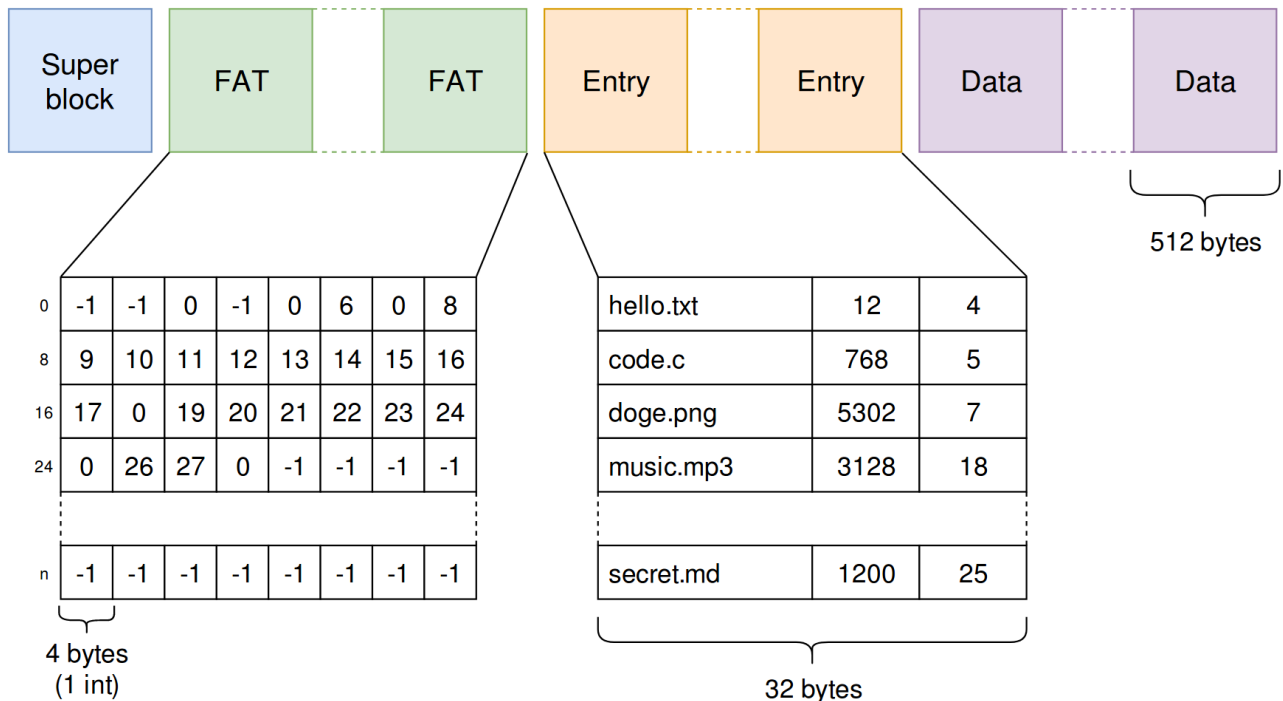 Super
block
FAT
FAT
Entry
Entry
Data
Data
512 bytes
0 -1 -1 0 -1 0 6 0 8
8 9 10 11 12 13 14 15 16
16 17 0 19 20 21 22 23 24
24 0 26 27 0 -1 -1 -1 -1
n -1 -1 -1 -1 -1 -1 -1 -1
4 bytes
(1 int)
hello.txt 12 4
code.c 768 5
doge.png 5302 7
music.mp3 3128 18
secret.md 1200 25
32 bytes